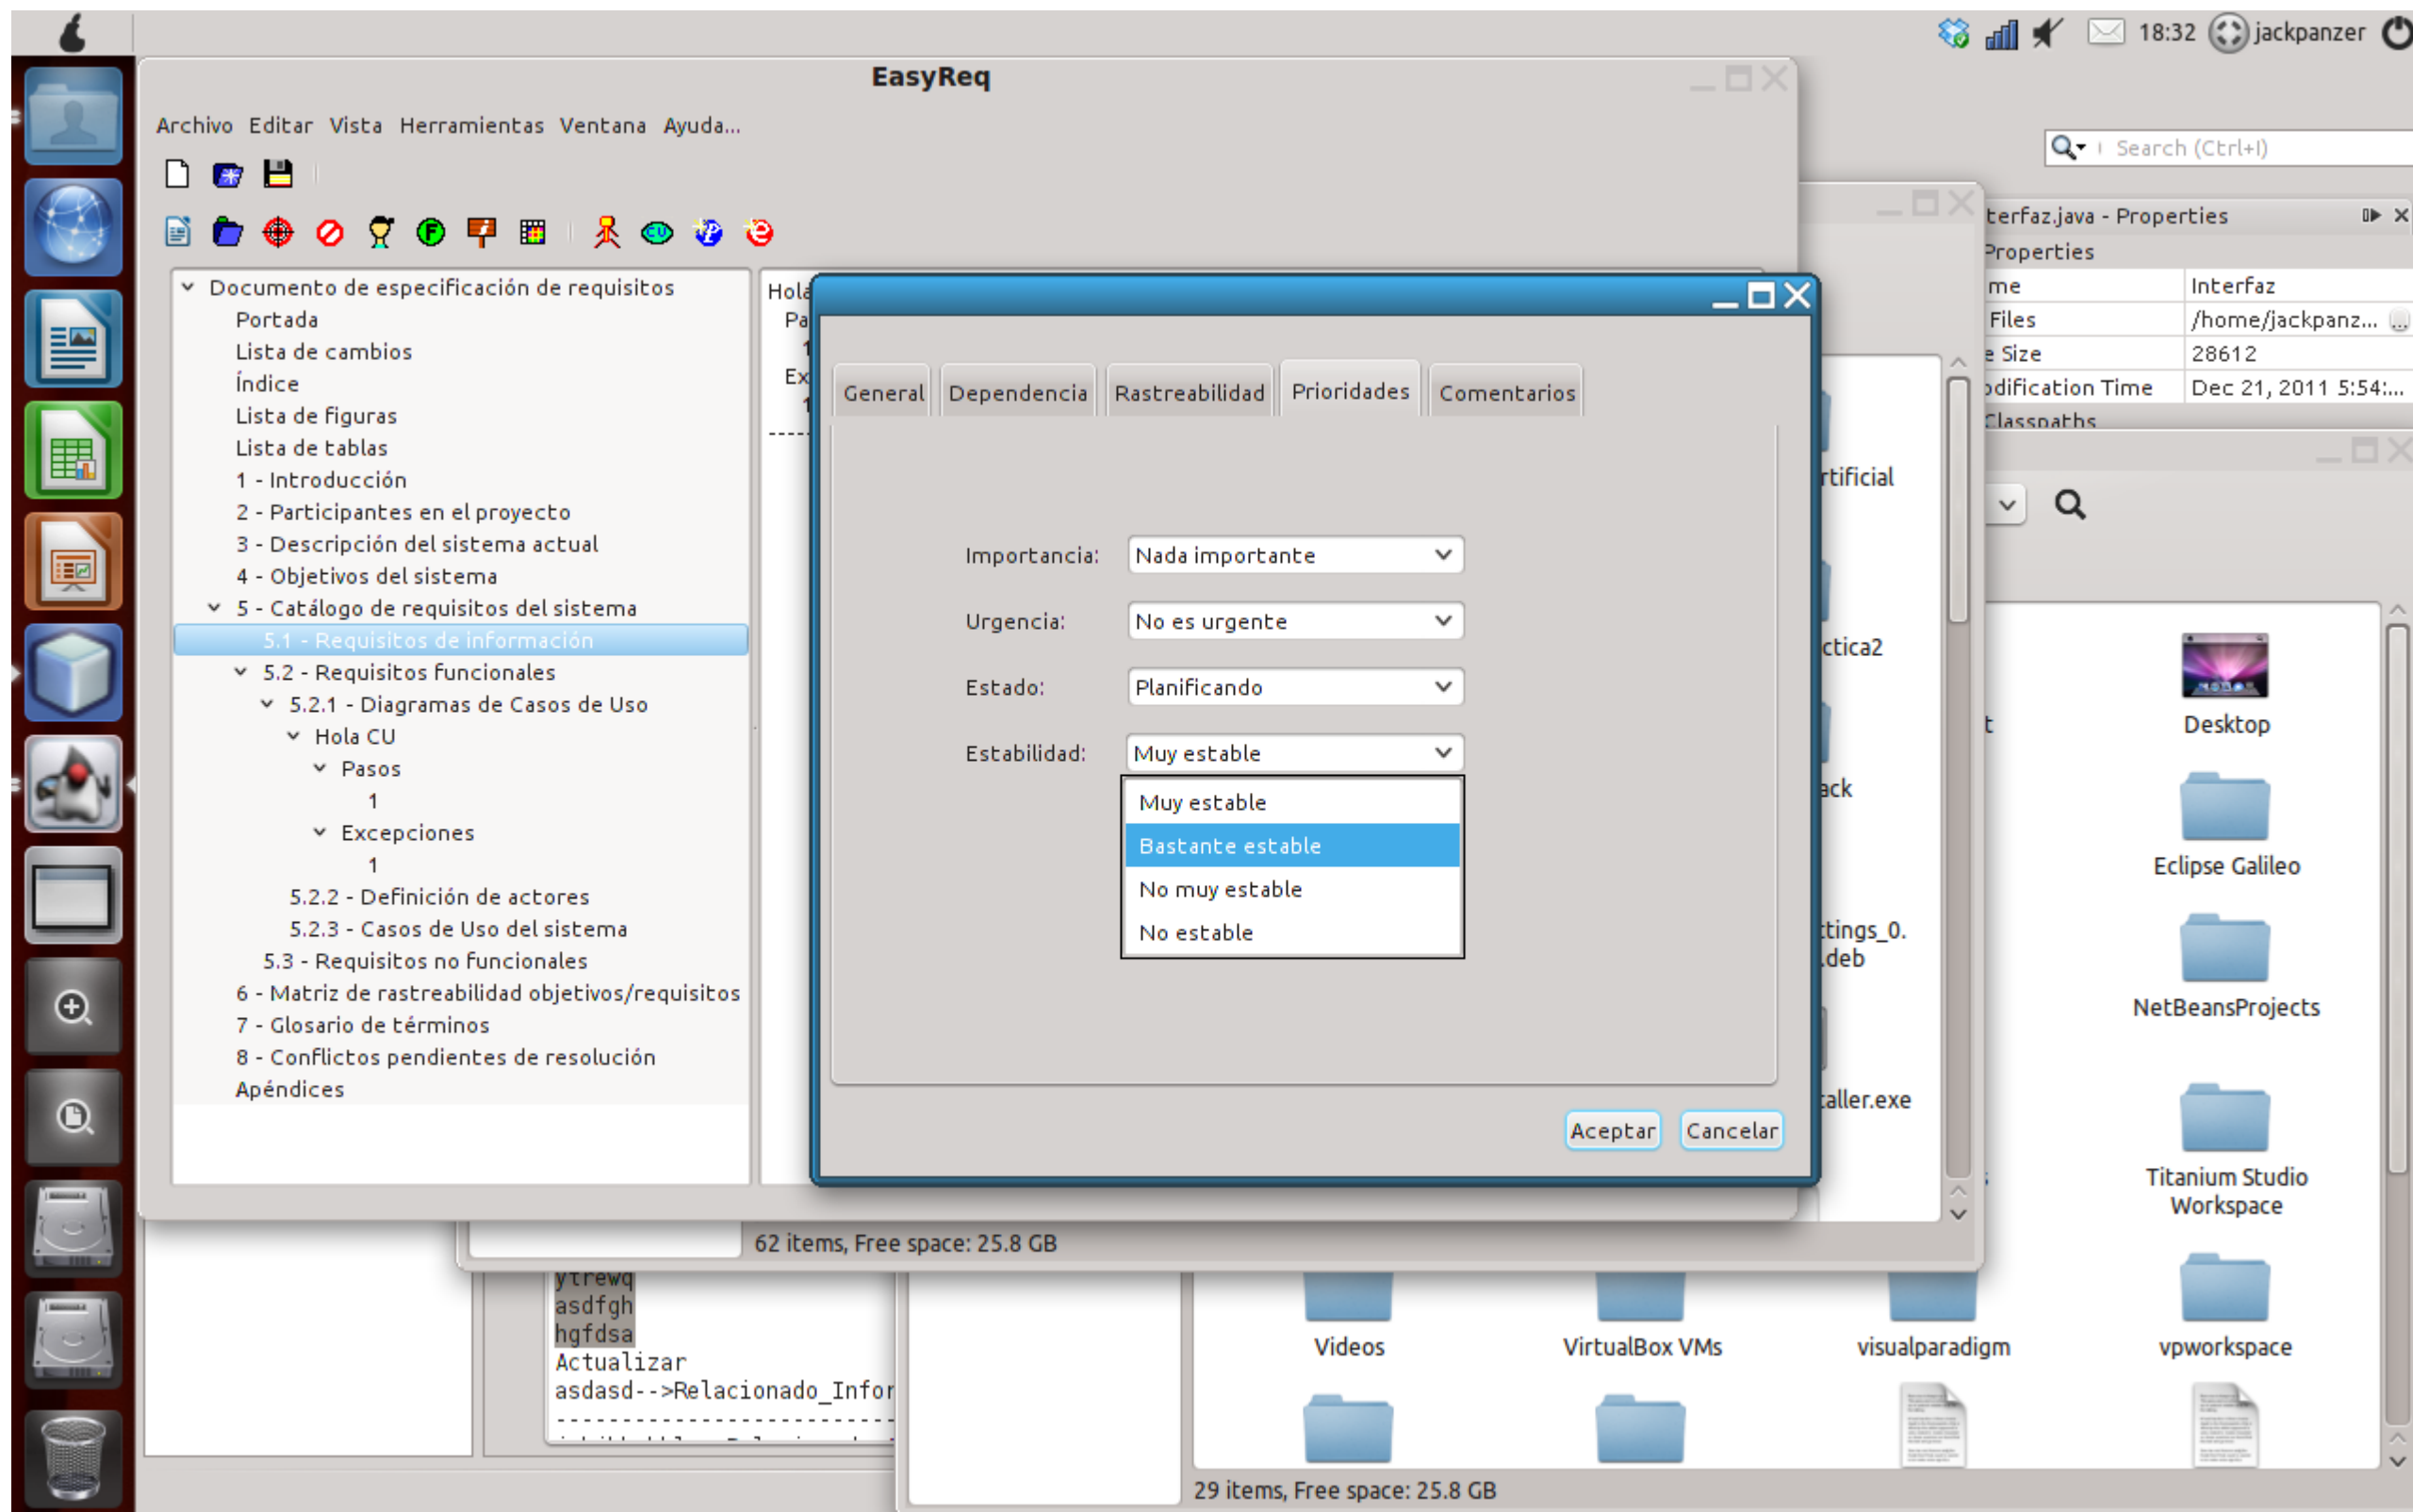 18:32 jackpanzer
EasyReq
Archivo Editar Vista Herramientas Ventana Ayuda...
Search (Ctrl+I)
Documento de especificación de requisitos
Portada
Lista de cambios
Índice
Lista de figuras
Lista de tablas
1 - Introducción
2 - Participantes en el proyecto
3 - Descripción del sistema actual
4 - Objetivos del sistema
5 - Catálogo de requisitos del sistema
5.1 - Requisitos de información
5.2 - Requisitos funcionales
5.2.1 - Diagramas de Casos de Uso
Hola CU
Pasos
1
Excepciones
1
5.2.2 - Definición de actores
5.2.3 - Casos de Uso del sistema
5.3 - Requisitos no funcionales
6 - Matriz de rastreabilidad objetivos/requisitos
7 - Glosario de términos
8 - Conflictos pendientes de resolución
Apéndices
Hola
Pa
1
Ex
1
General Dependencia Rastreabilidad Prioridades Comentarios
Importancia: Nada importante
Urgencia: No es urgente
Estado: Planificando
Estabilidad: Muy estable
Muy estable
Bastante estable
No muy estable
No estable
Aceptar Cancelar
terfaz.java - Properties
Properties
me Interfaz
Files /home/jackpanz... ...
e Size 28612
odification Time Dec 21, 2011 5:54:...
Classpaths
rtificial
ctica2
ack
ttings_0.
.deb
taller.exe
t
Desktop
Eclipse Galileo
NetBeansProjects
Titanium Studio
Workspace
62 items, Free space: 25.8 GB
ytrewq
asdfgh
hgfdsa
Actualizar
asdasd-->Relacionado_Infor
Videos VirtualBox VMs visualparadigm vpworkspace
29 items, Free space: 25.8 GB